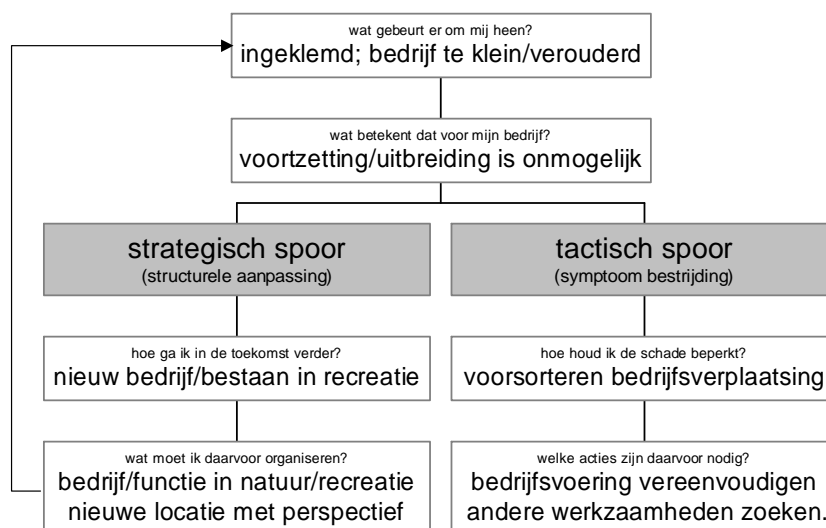 wat gebeurt er om mij heen?
ingeklemd; bedrijf te klein/verouderd
wat betekent dat voor mijn bedrijf?
voortzetting/uitbreiding is onmogelijk
strategisch spoor
(structurele aanpassing)
tactisch spoor
(symptoom bestrijding)
hoe ga ik in de toekomst verder?
nieuw bedrijf/bestaan in recreatie
hoe houd ik de schade beperkt?
voorsorteren bedrijfsverplaatsing
wat moet ik daarvoor organiseren?
bedrijf/functie in natuur/recreatie
nieuwe locatie met perspectief
welke acties zijn daarvoor nodig?
bedrijfsvoering vereenvoudigen
andere werkzaamheden zoeken.